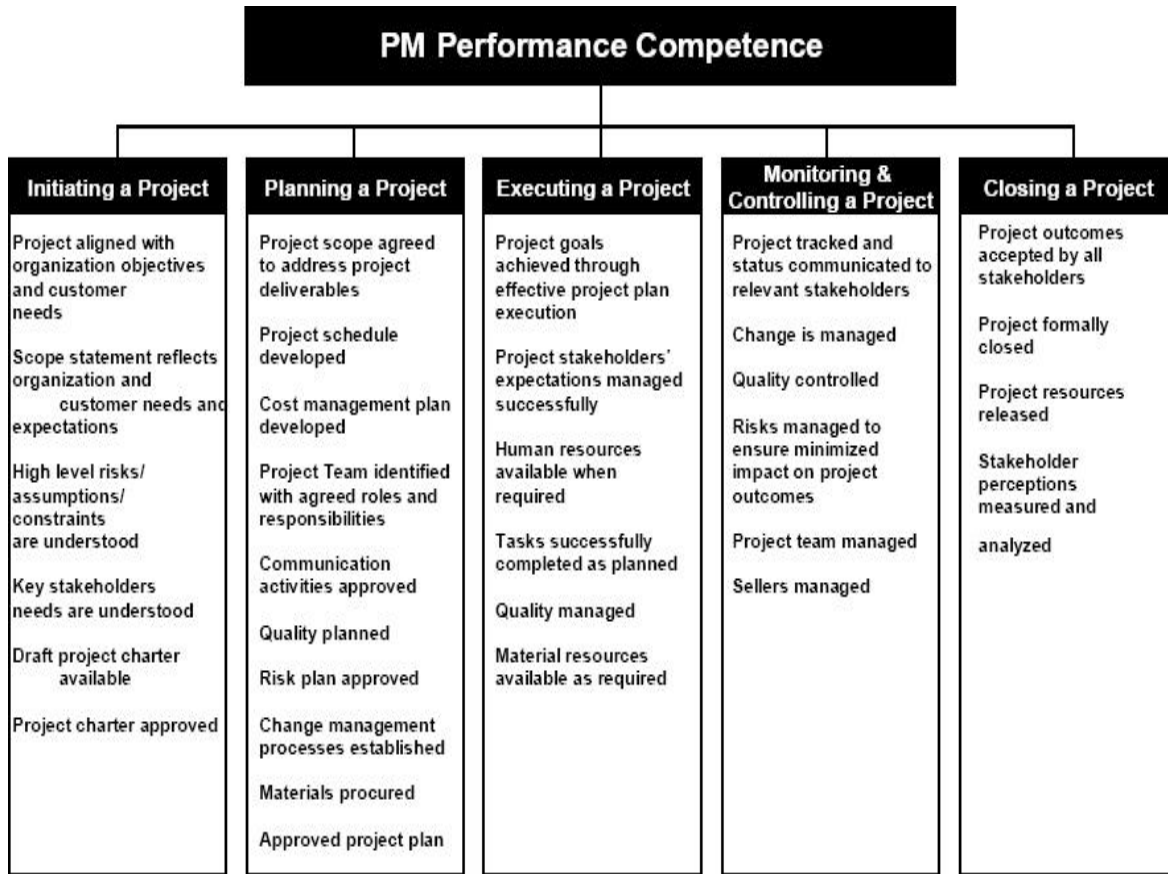 PM Performance Competence
Initiating a Project
Project aligned with
organization objectives
and customer
needs
Scope statement reflects
organization and
customer needs and
expectations
High level risks/
assumptions/
constraints
are understood
Key stakeholders
needs are understood
Draft project charter
available
Project charter approved
Planning a Project
Project scope agreed
to address project
deliverables
Project schedule
developed
Cost management plan
developed
Project Team identified
with agreed roles and
responsibilities
Communication
activities approved
Quality planned
Risk plan approved
Change management
processes established
Materials procured
Approved project plan
Executing a Project
Project goals
achieved through
effective project plan
execution
Project stakeholders’
expectations managed
successfully
Human resources
available when
required
Tasks successfully
completed as planned
Quality managed
Material resources
available as required
Monitoring &
Controlling a Project
Project tracked and
status communicated to
relevant stakeholders
Change is managed
Quality controlled
Risks managed to
ensure minimized
impact on project
outcomes
Project team managed
Sellers managed
Closing a Project
Project outcomes
accepted by all
stakeholders
Project formally
closed
Project resources
released
Stakeholder
perceptions
measured and
analyzed